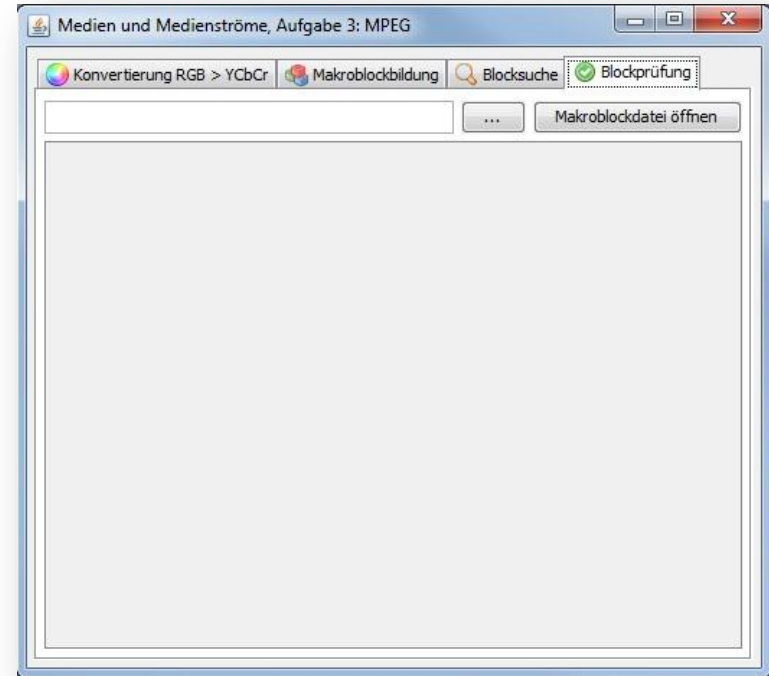 Medien und Medienströme, Aufgabe 3: MPEG
Konvertierung RGB > YCbCr Makroblockbildung Blocksuche Blockprüfung
... Makroblockdatei öffnen